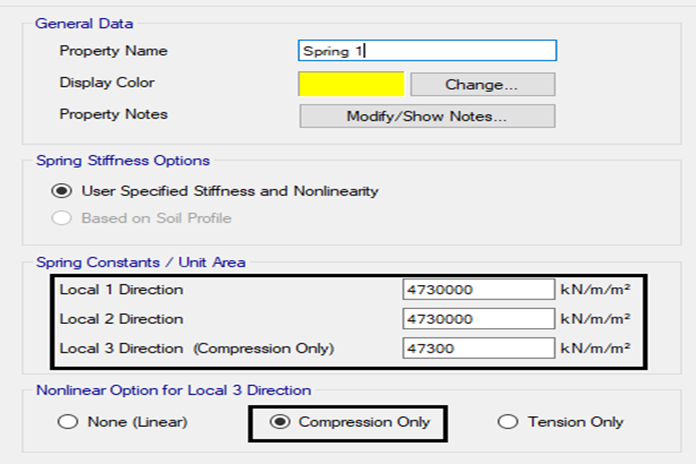 General Data
Property Name Spring 1
Display Color Change...
Property Notes Modify/Show Notes...
Spring Stiffness Options
User Specified Stiffness and Nonlinearity
Based on Soil Profile
Spring Constants / Unit Area
Local 1 Direction 4730000 kN/m/m²
Local 2 Direction 4730000 kN/m/m²
Local 3 Direction (Compression Only) 47300 kN/m/m²
Nonlinear Option for Local 3 Direction
None (Linear) Compression Only Tension Only